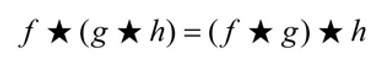 f ★ (g ★ h) = (f ★ g) ★ h